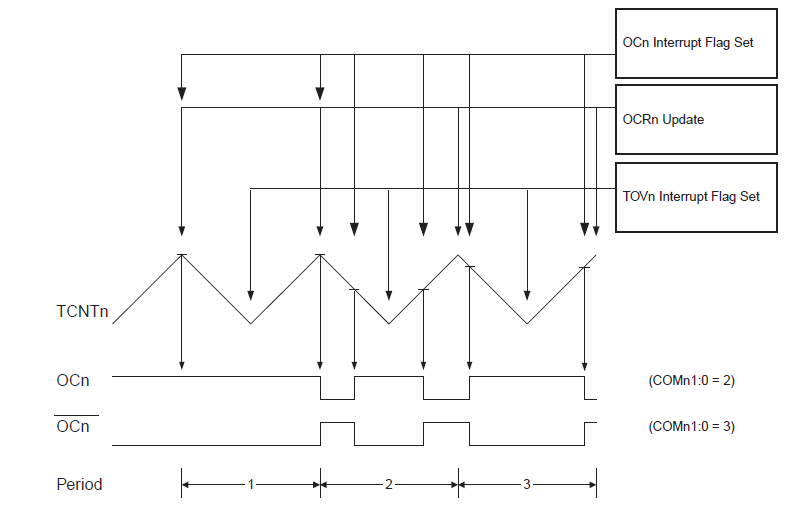 OCn Interrupt Flag Set
OCRn Update
TOVn Interrupt Flag Set
TCNTn
OCn (COMn1:0 = 2)
OCn (COMn1:0 = 3)
Period 1 2 3